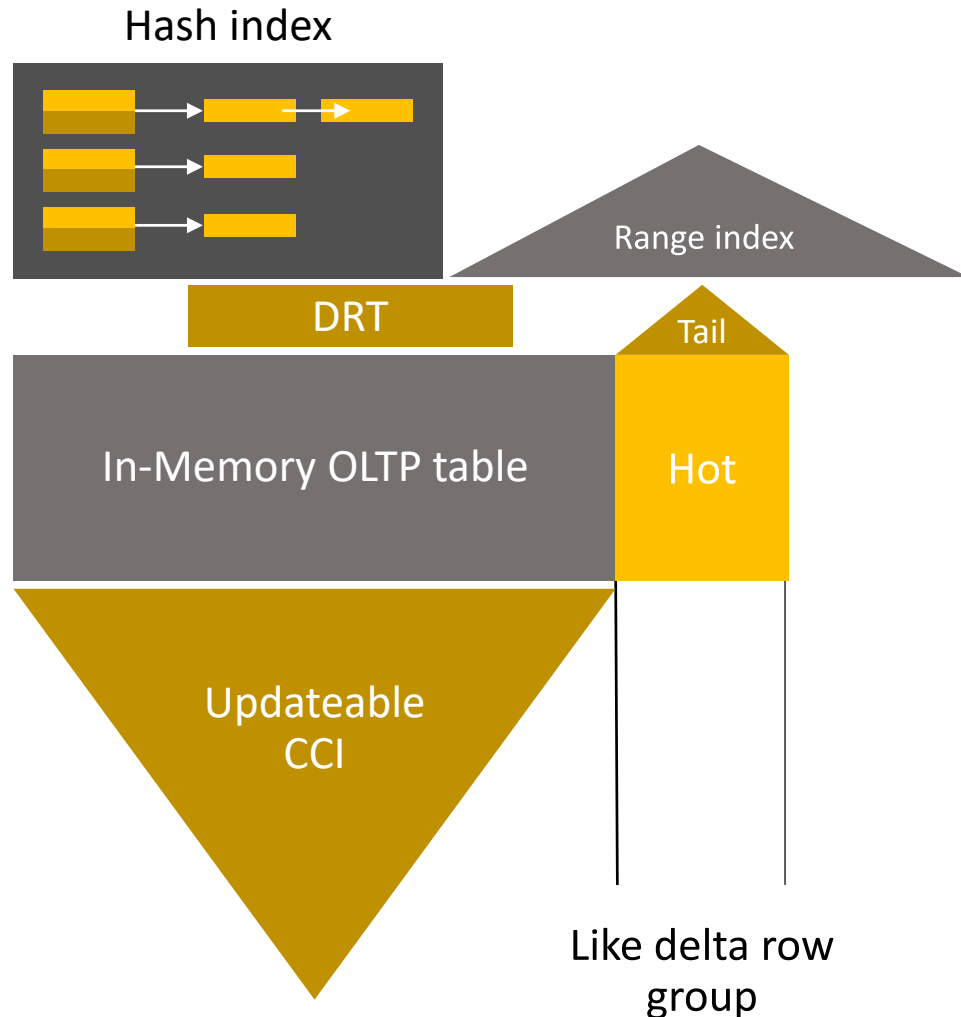 Hash index
Range index
DRT
Tail
In-Memory OLTP table
Hot
Updateable
CCI
Like delta row
group